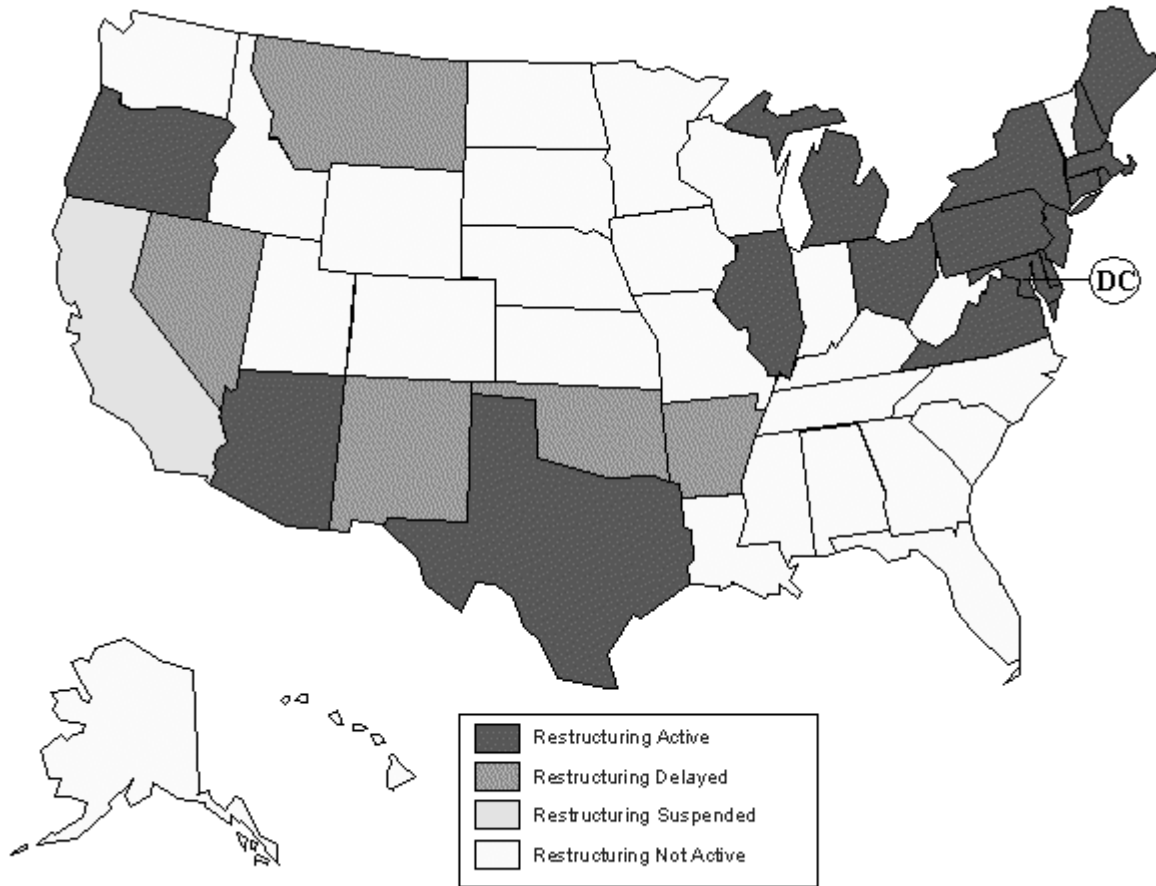 DC
Restructuring Active
Restructuring Delayed
Restructuring Suspended
Restructuring Not Active